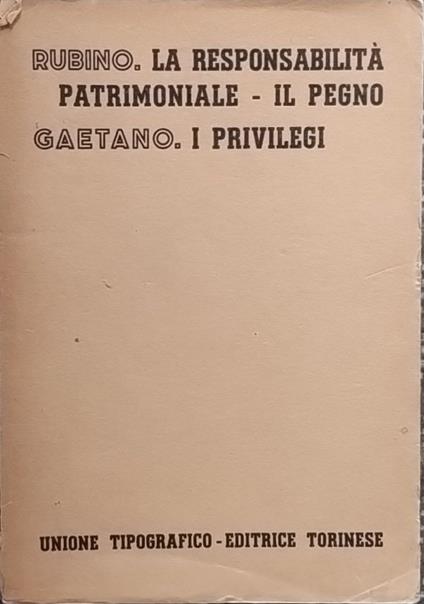 RUBINO. LA RESPONSABILITÀ
PATRIMONIALE - IL PEGNO
GAETANO. I PRIVILEGI
UNIONE TIPOGRAFICO-EDITRICE TORINESE